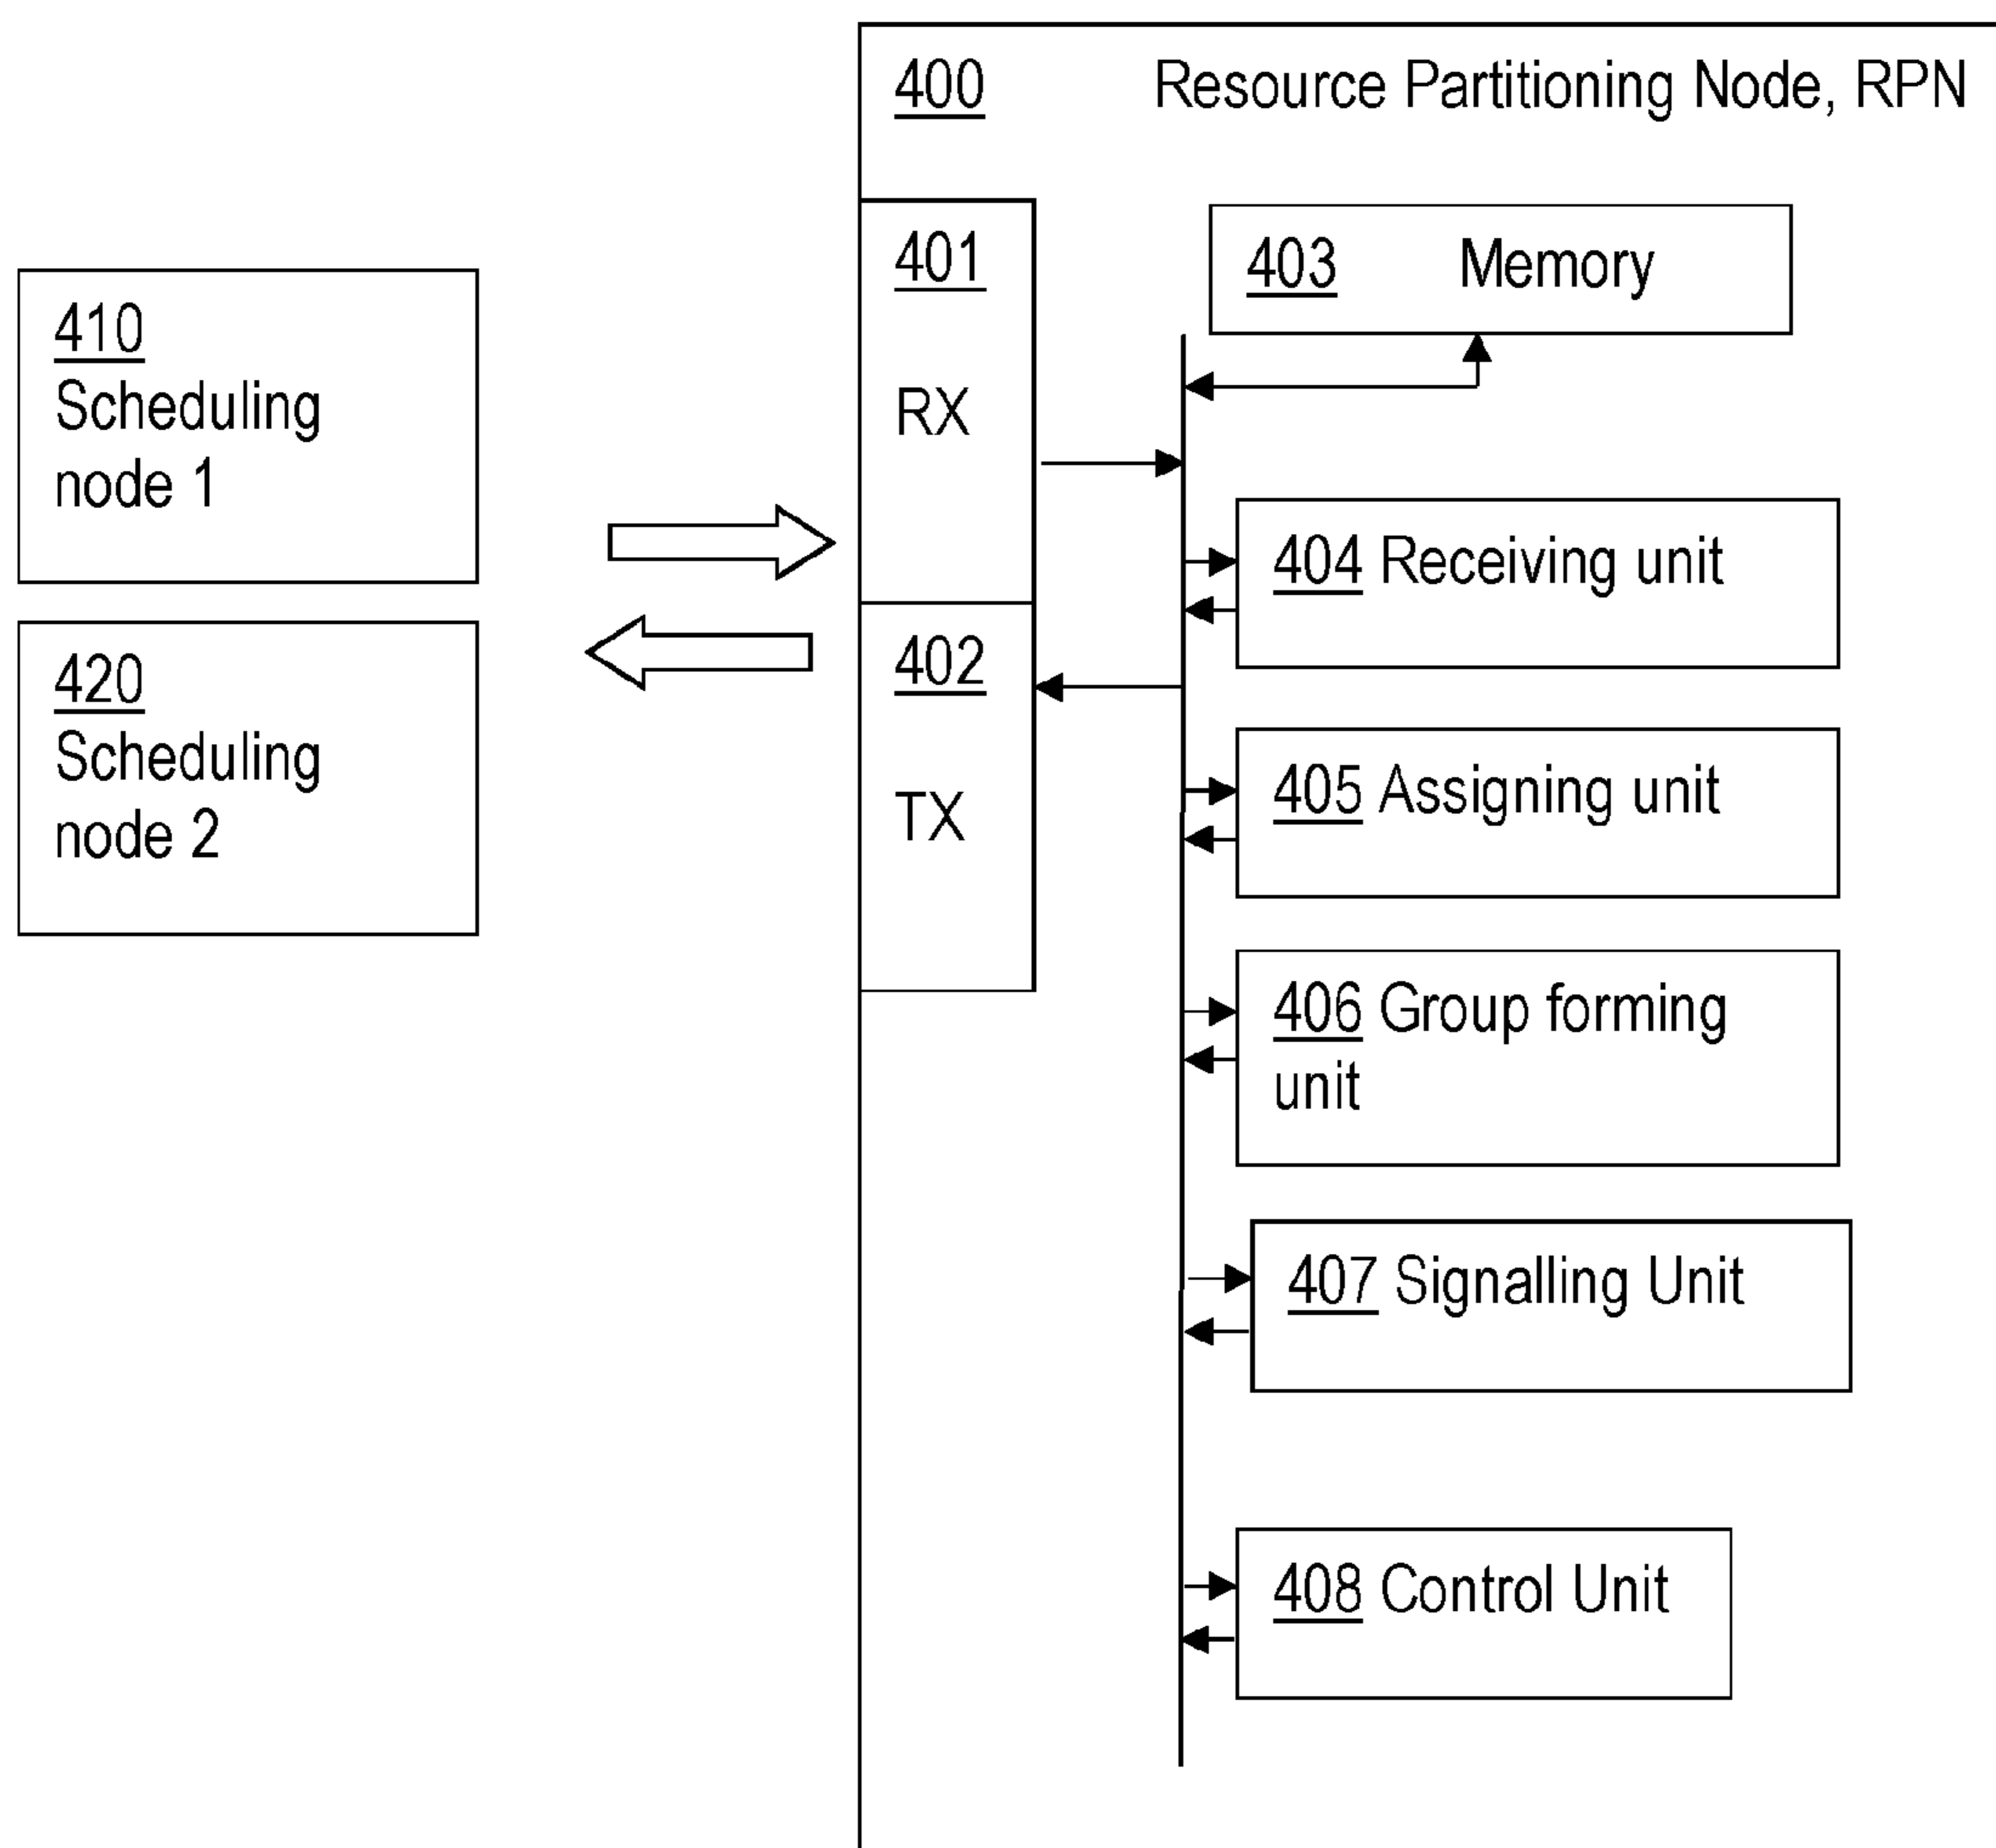 400 Resource Partitioning Node, RPN
401
RX
403 Memory
410
Scheduling
node 1
404 Receiving unit
402
TX
420
Scheduling
node 2
405 Assigning unit
406 Group forming
unit
407 Signalling Unit
408 Control Unit